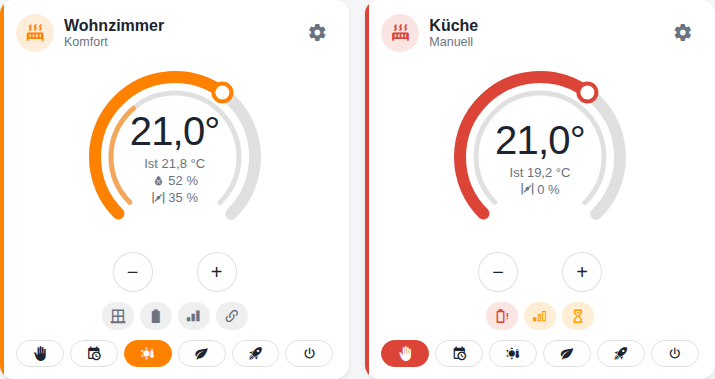 Wohnzimmer
Komfort
21,0°
Ist 21,8 °C
52 %
35 %
−
+
Küche
Manuell
21,0°
Ist 19,2 °C
0 %
−
+